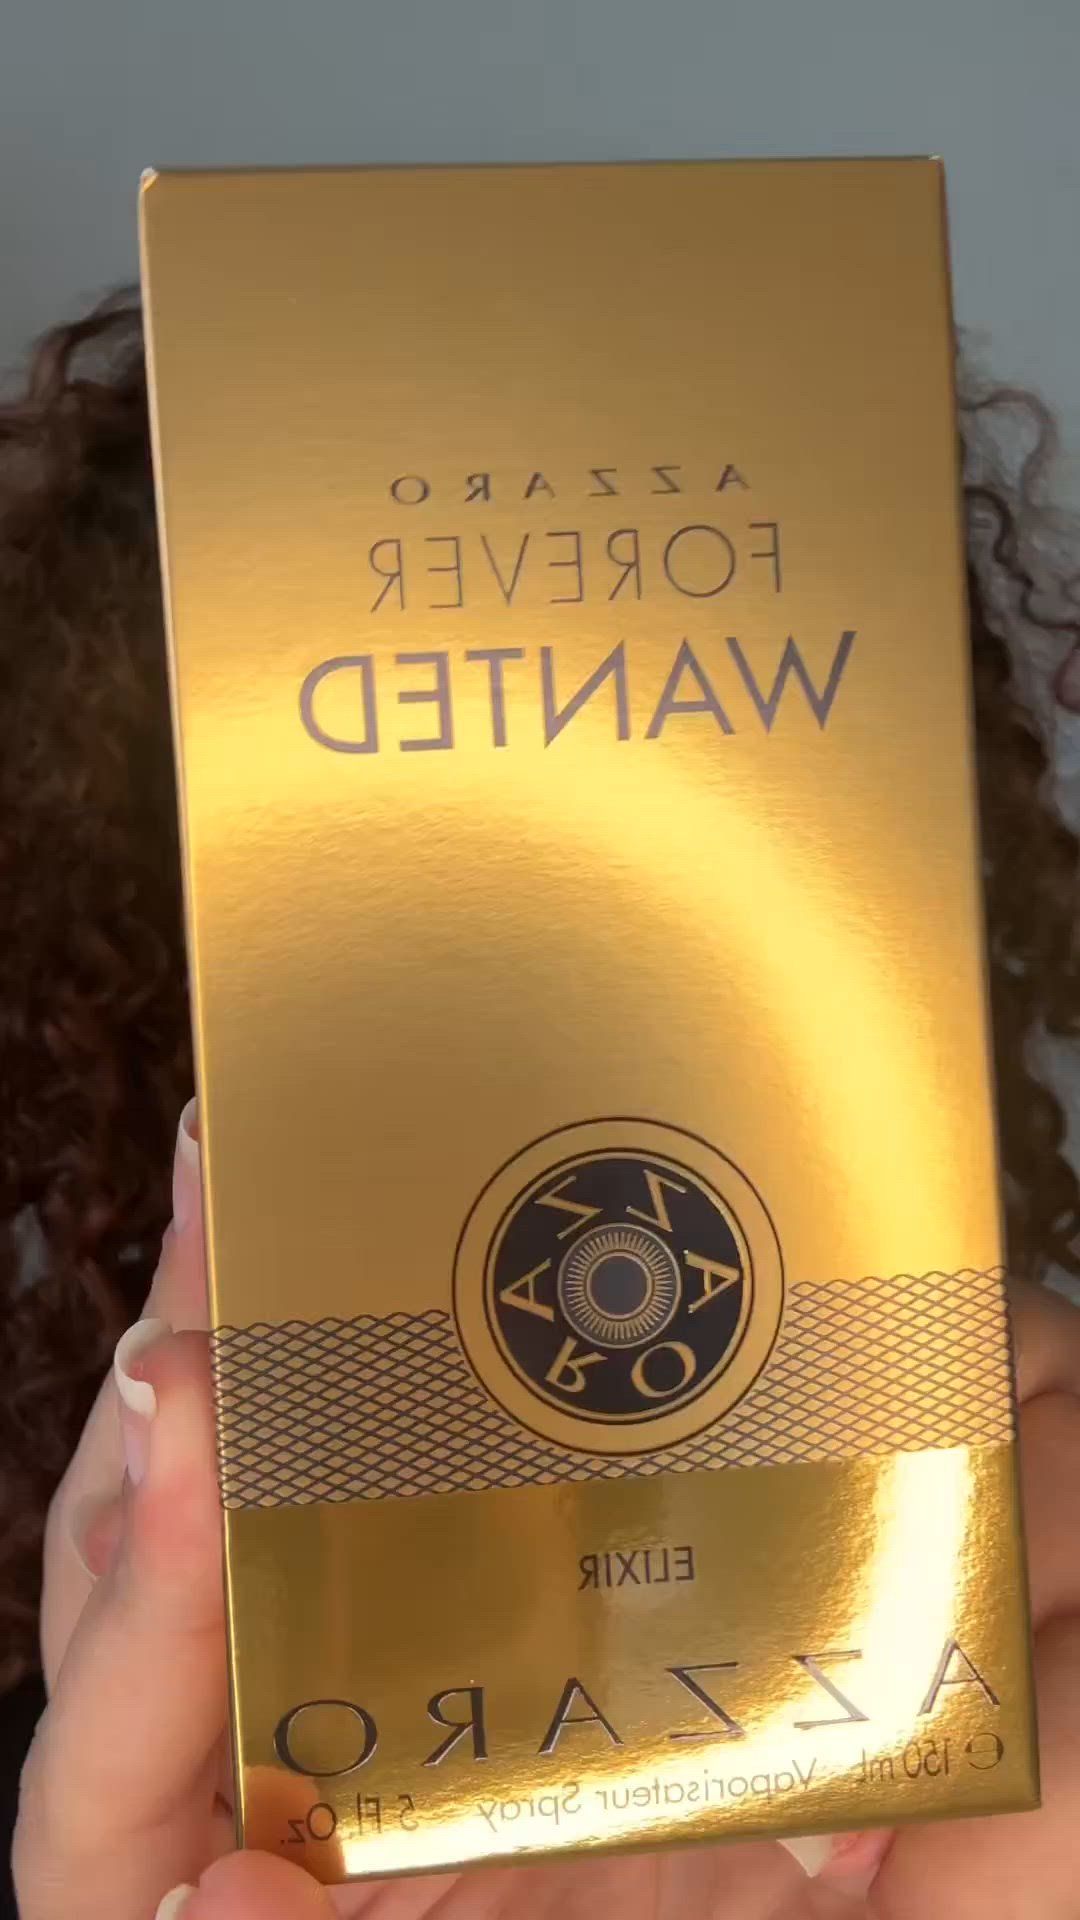 AZZARO
FOREVER
WANTED
AZZARO
ELIXIR
AZZARO
e 150 mL Vaporisateur Spray 5 Fl. Oz.